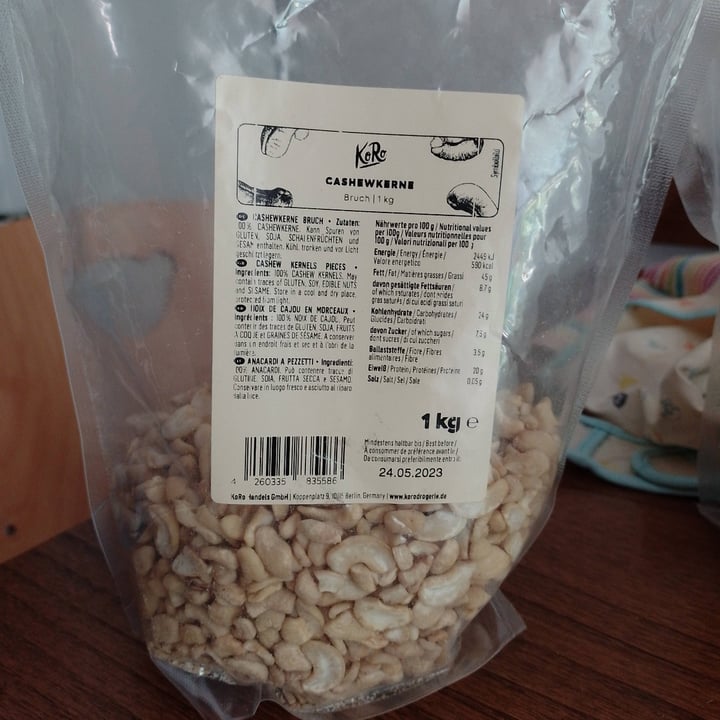 KoRo
CASHEWKERNE
Bruch | 1 kg
Symbolbild
CASHEWKERNE BRUCH • Zutaten:
100 % CASHEWKERNE. Kann Spuren von
GLUTEN, SOJA, SCHALENFRÜCHTEN und
SESAM enthalten. Kühl, trocken und vor Licht
geschützt lagern.
CASHEW KERNELS PIECES •
Ingredients: 100% CASHEW KERNELS. May
contain traces of GLUTEN, SOY, EDIBLE NUTS
and SESAME. Store in a cool and dry place,
protected from light.
NOIX DE CAJOU EN MORCEAUX •
Ingrédients : 100 % NOIX DE CAJOU. Peut
contenir des traces de GLUTEN, SOJA, FRUITS
À COQUE et GRAINES DE SÉSAME. À conserver
dans un endroit frais et sec et à l'abri de la
lumière.
ANACARDI A PEZZETTI • Ingredienti:
100% ANACARDI. Può contenere tracce di
GLUTINE, SOIA, FRUTTA SECCA e SESAMO.
Conservare in luogo fresco e asciutto al riparo
dalla luce.
Nährwerte pro 100 g / Nutritional values
per 100g / Valeurs nutritionnelles pour
100 g / Valori nutrizionali per 100 g
Energie / Energy / Énergie / 2445 kJ
Valore energetico 590 kcal
Fett / Fat / Matières grasses / Grassi 45 g
davon gesättigte Fettsäuren / 8.7 g
of which saturates / dont acides
gras saturés / di cui acidi grassi saturi
Kohlenhydrate / Carbohydrates / 24 g
Glucides / Carboidrati
davon Zucker / of which sugars / 7.5 g
dont sucres / di cui zuccheri
Ballaststoffe / Fibre / Fibres 3.5 g
alimentaires / Fibre
Eiweiß / Protein / Protéines / Proteine 20 g
Salz / Salt / Sel / Sale 0.05 g
1 kg ℮
Mindestens haltbar bis / Best before /
À consommer de préférence avant le /
Da consumarsi preferibilmente entro il:
24.05.2023
4 260335 835586
KoRo Handels GmbH | Koppenplatz 9, 10115 Berlin, Germany | www.korodrogerie.de